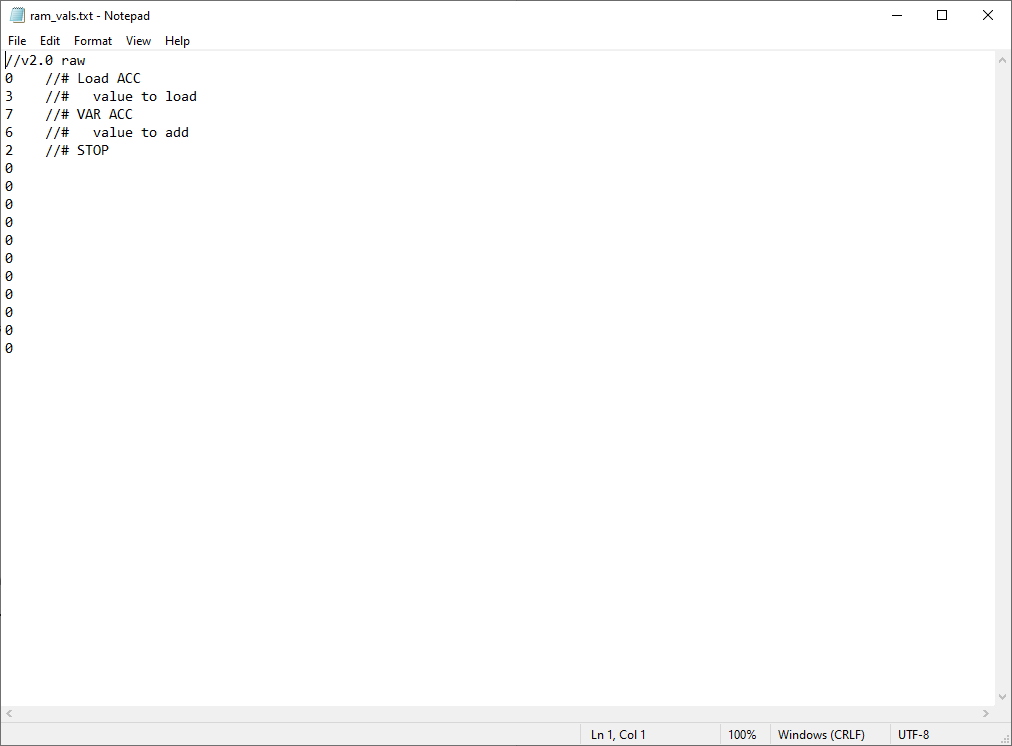 ram_vals.txt - Notepad
File Edit Format View Help
//v2.0 raw
0    //# Load ACC
3    //#   value to load
7    //# VAR ACC
6    //#   value to add
2    //# STOP
0
0
0
0
0
0
0
0
0
0
0
Ln 1, Col 1 100% Windows (CRLF) UTF-8